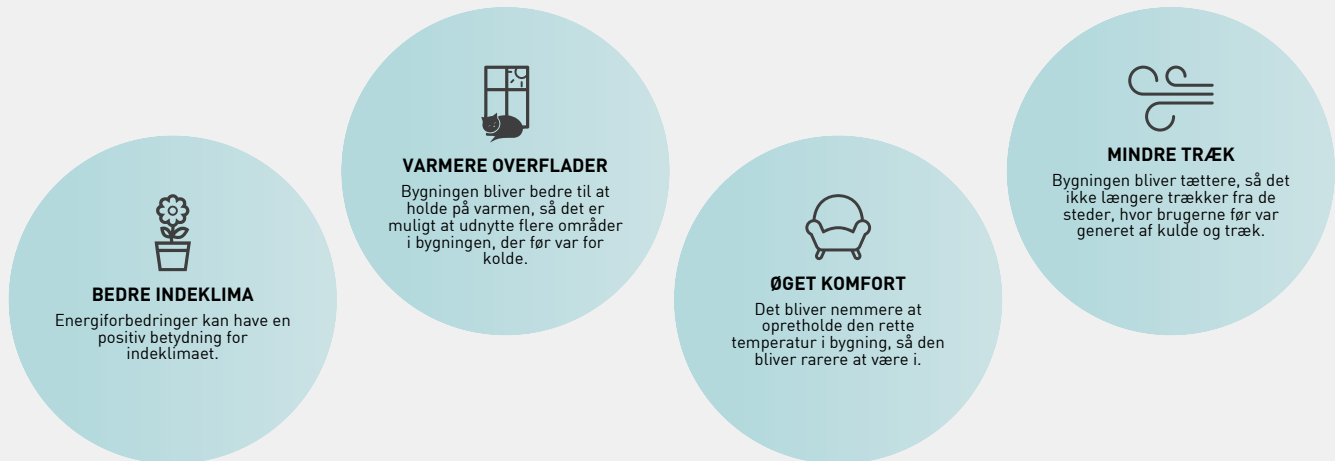 BEDRE INDEKLIMA
Energiforbedringer kan have en
positiv betydning for
indeklimaet.
VARMERE OVERFLADER
Bygningen bliver bedre til at
holde på varmen, så det er
muligt at udnytte flere områder
i bygningen, der før var for
kolde.
ØGET KOMFORT
Det bliver nemmere at
opretholde den rette
temperatur i bygning, så den
bliver rarere at være i.
MINDRE TRÆK
Bygningen bliver tættere, så det
ikke længere trækker fra de
steder, hvor brugerne før var
generet af kulde og træk.